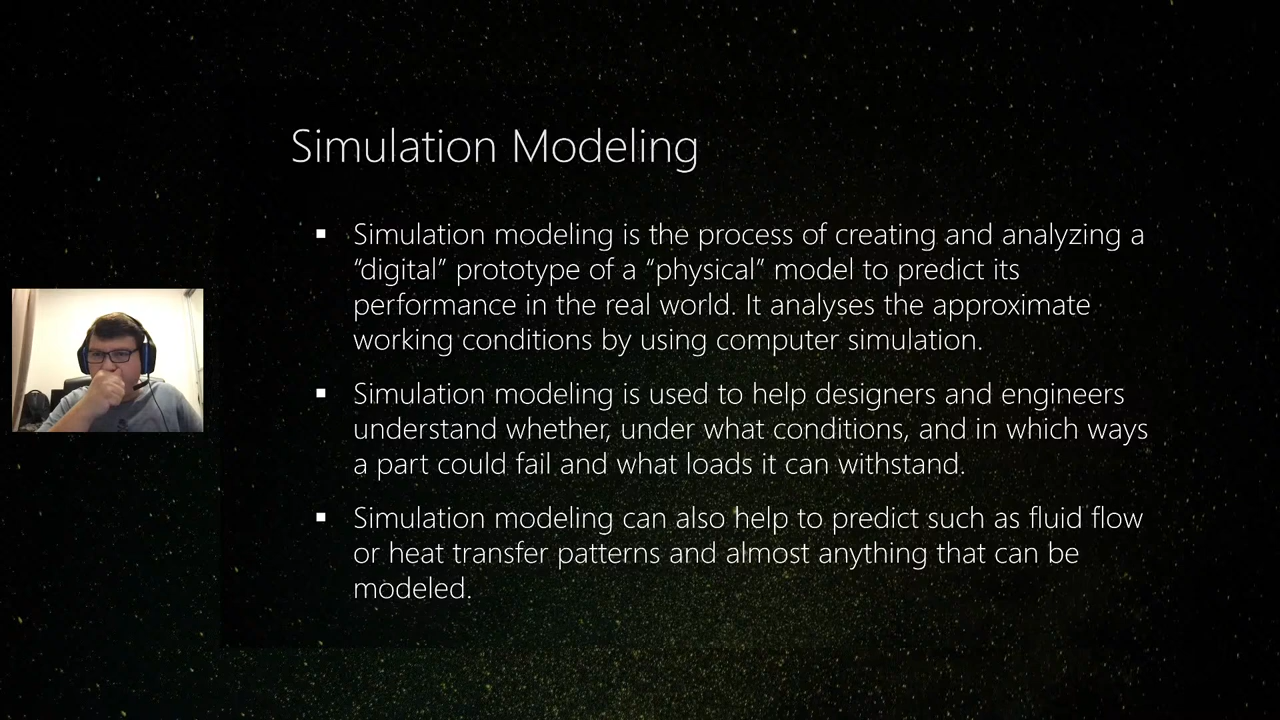 Simulation Modeling
▪ Simulation modeling is the process of creating and analyzing a
“digital” prototype of a “physical” model to predict its
performance in the real world. It analyses the approximate
working conditions by using computer simulation.
▪ Simulation modeling is used to help designers and engineers
understand whether, under what conditions, and in which ways
a part could fail and what loads it can withstand.
▪ Simulation modeling can also help to predict such as fluid flow
or heat transfer patterns and almost anything that can be
modeled.